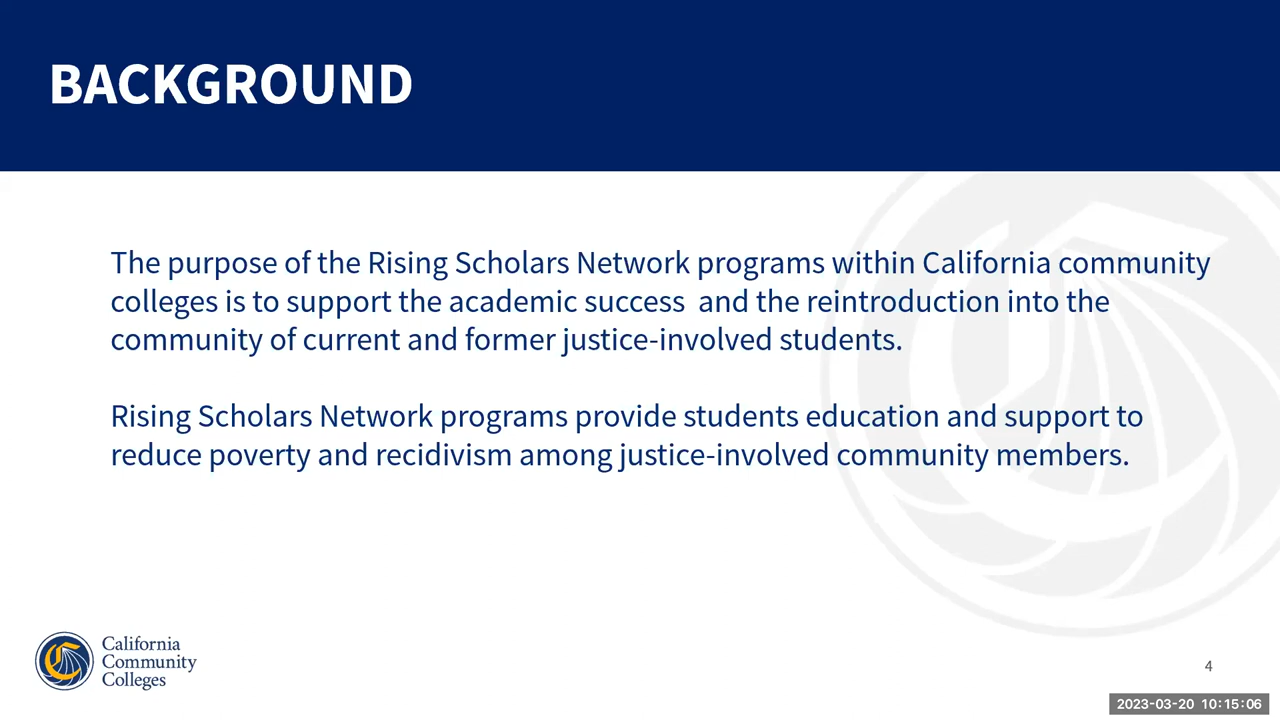 BACKGROUND
The purpose of the Rising Scholars Network programs within California community
colleges is to support the academic success  and the reintroduction into the
community of current and former justice-involved students.
Rising Scholars Network programs provide students education and support to
reduce poverty and recidivism among justice-involved community members.
California
Community
Colleges
4
2023-03-20 10:15:06